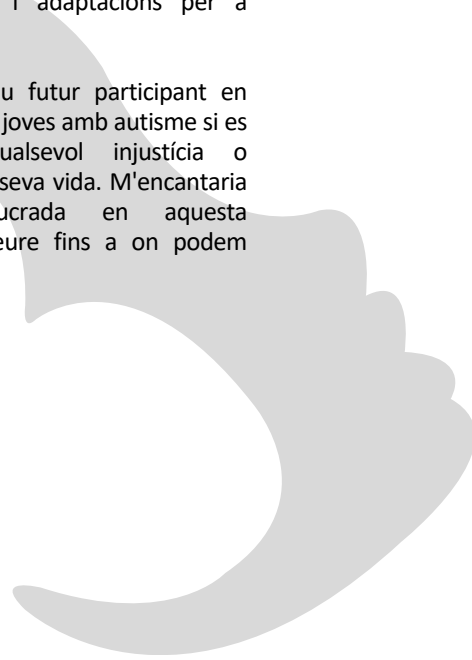 i adaptacions per a
u futur participant en
joves amb autisme si es
ualsevol injustícia o
seva vida. M'encantaria
ucrada en aquesta
eure fins a on podem